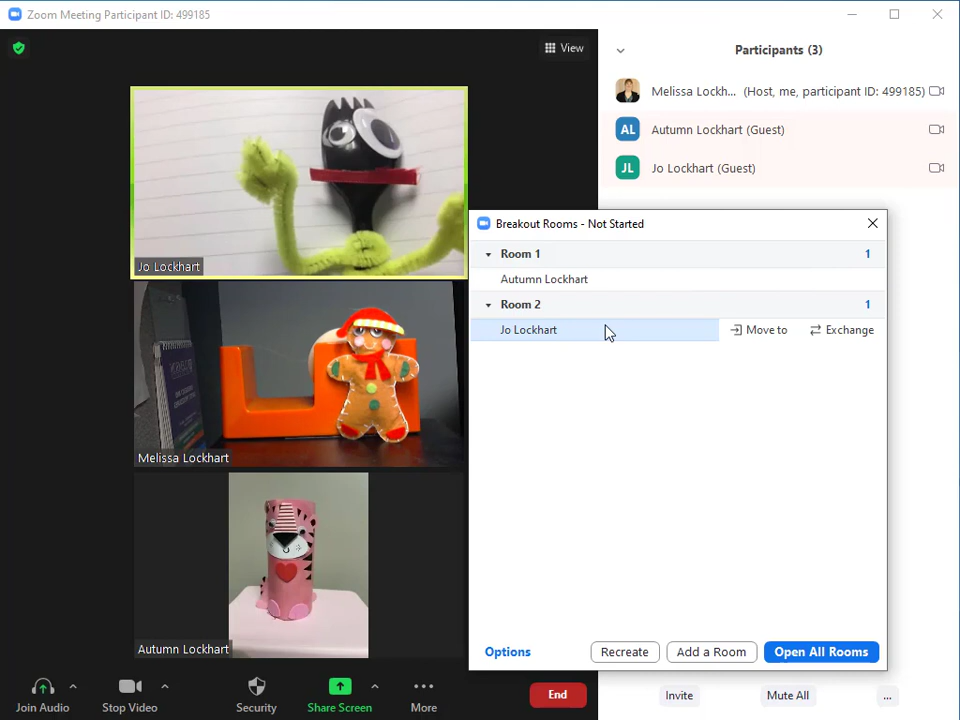 Zoom Meeting Participant ID: 499185
View
Participants (3)
Melissa Lockh... (Host, me, participant ID: 499185)
AL Autumn Lockhart (Guest)
JL Jo Lockhart (Guest)
Jo Lockhart
Melissa Lockhart
Autumn Lockhart
Breakout Rooms - Not Started
Room 1 1
Autumn Lockhart
Room 2 1
Jo Lockhart Move to Exchange
Options Recreate Add a Room Open All Rooms
Join Audio Stop Video Security Share Screen More End
Invite Mute All ...